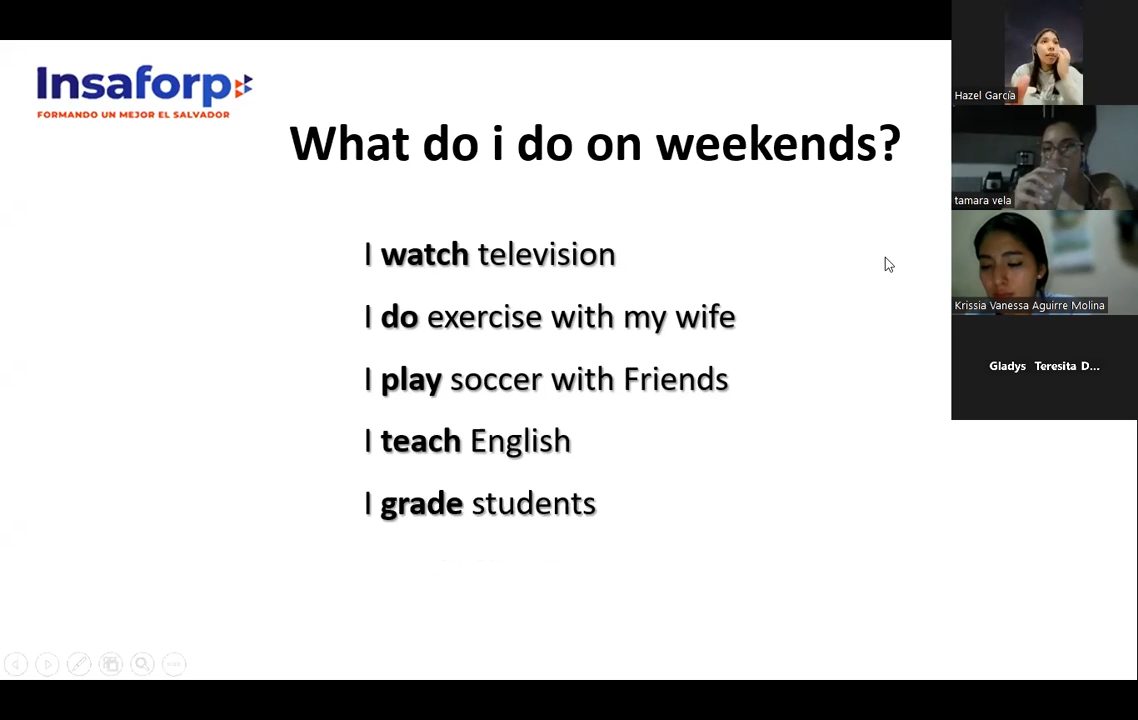 Insaforp
FORMANDO UN MEJOR EL SALVADOR
What do i do on weekends?
I watch television
I do exercise with my wife
I play soccer with Friends
I teach English
I grade students
Hazel García
tamara vela
Krissia Vanessa Aguirre Molina
Gladys Teresita D...